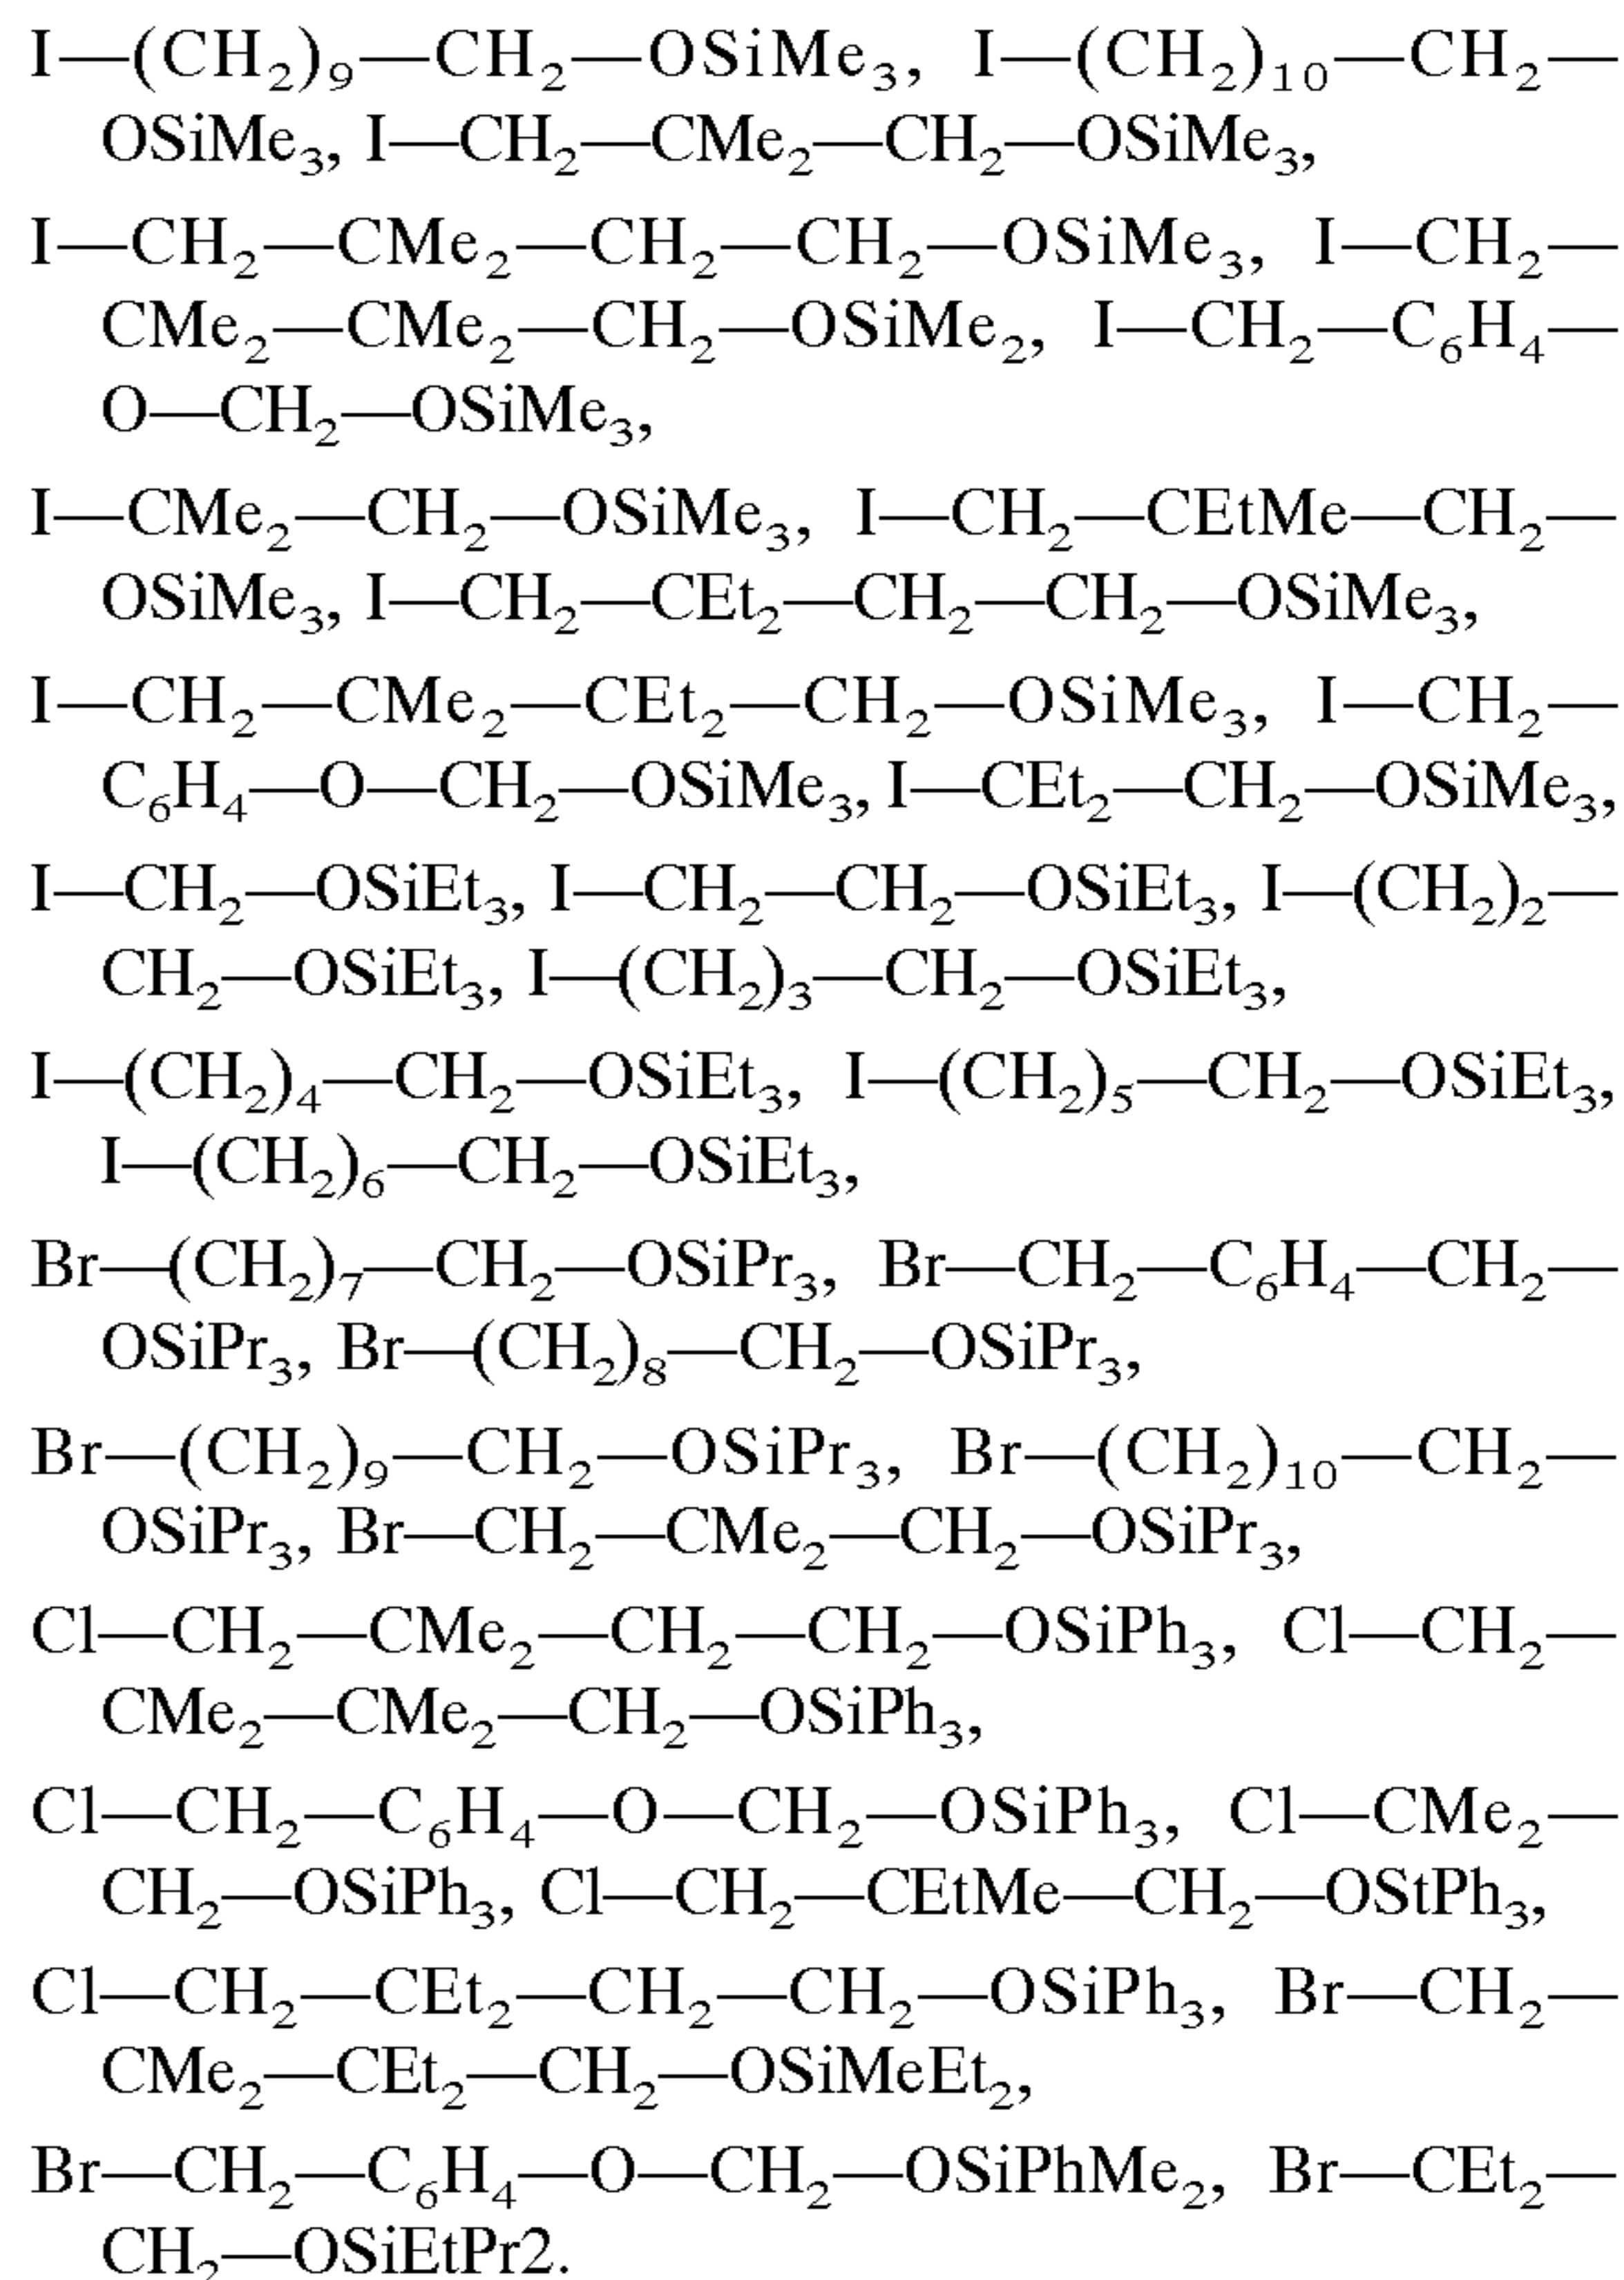 I—(CH₂)₉—CH₂—OSiMe₃, I—(CH₂)₁₀—CH₂—
OSiMe₃, I—CH₂—CMe₂—CH₂—OSiMe₃,
I—CH₂—CMe₂—CH₂—CH₂—OSiMe₃, I—CH₂—
CMe₂—CMe₂—CH₂—OSiMe₂, I—CH₂—C₆H₄—
O—CH₂—OSiMe₃,
I—CMe₂—CH₂—OSiMe₃, I—CH₂—CEtMe—CH₂—
OSiMe₃, I—CH₂—CEt₂—CH₂—CH₂—OSiMe₃,
I—CH₂—CMe₂—CEt₂—CH₂—OSiMe₃, I—CH₂—
C₆H₄—O—CH₂—OSiMe₃, I—CEt₂—CH₂—OSiMe₃,
I—CH₂—OSiEt₃, I—CH₂—CH₂—OSiEt₃, I—(CH₂)₂—
CH₂—OSiEt₃, I—(CH₂)₃—CH₂—OSiEt₃,
I—(CH₂)₄—CH₂—OSiEt₃, I—(CH₂)₅—CH₂—OSiEt₃,
I—(CH₂)₆—CH₂—OSiEt₃,
Br—(CH₂)₇—CH₂—OSiPr₃, Br—CH₂—C₆H₄—CH₂—
OSiPr₃, Br—(CH₂)₈—CH₂—OSiPr₃,
Br—(CH₂)₉—CH₂—OSiPr₃, Br—(CH₂)₁₀—CH₂—
OSiPr₃, Br—CH₂—CMe₂—CH₂—OSiPr₃,
Cl—CH₂—CMe₂—CH₂—CH₂—OSiPh₃, Cl—CH₂—
CMe₂—CMe₂—CH₂—OSiPh₃,
Cl—CH₂—C₆H₄—O—CH₂—OSiPh₃, Cl—CMe₂—
CH₂—OSiPh₃, Cl—CH₂—CEtMe—CH₂—OStPh₃,
Cl—CH₂—CEt₂—CH₂—CH₂—OSiPh₃, Br—CH₂—
CMe₂—CEt₂—CH₂—OSiMeEt₂,
Br—CH₂—C₆H₄—O—CH₂—OSiPhMe₂, Br—CEt₂—
CH₂—OSiEtPr2.